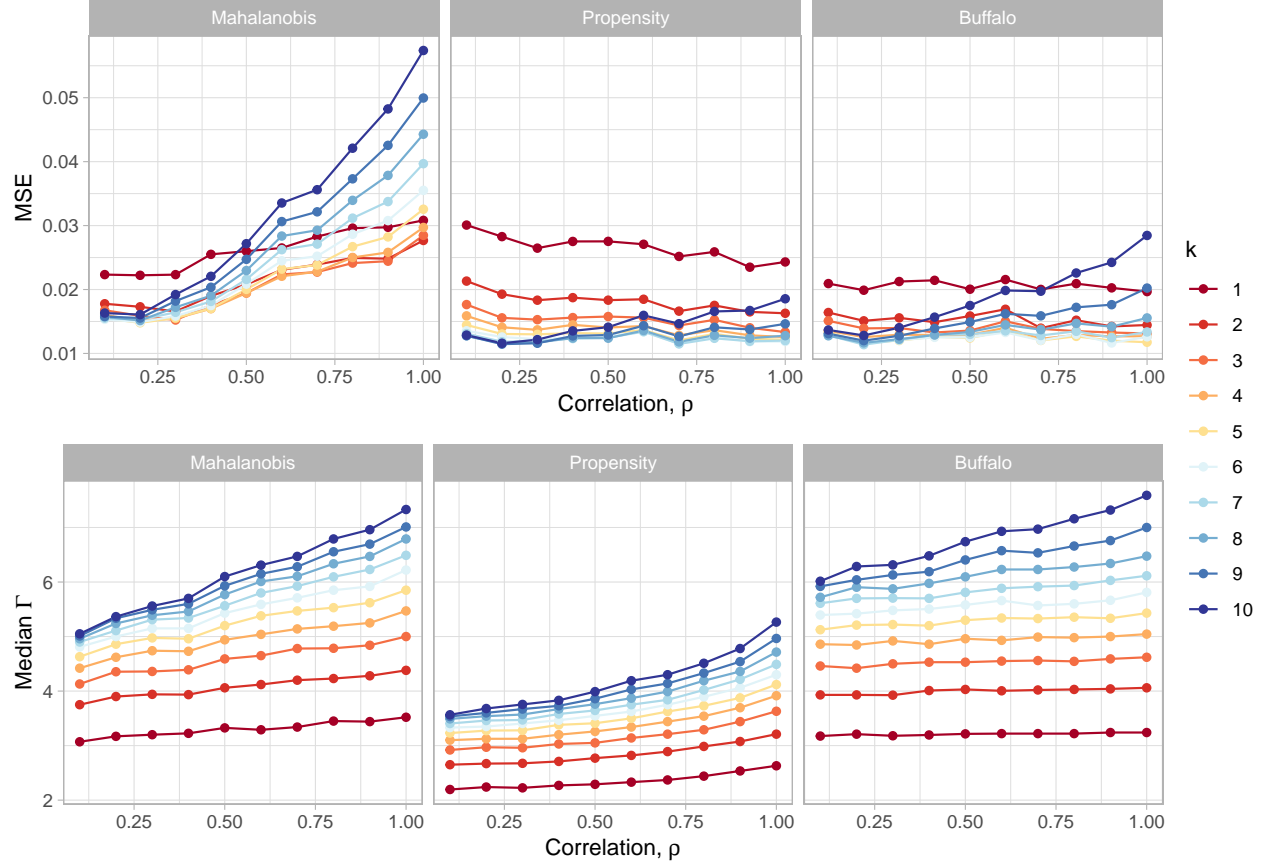 Mahalanobis Propensity Buffalo
0.05
0.04
0.03
0.02
0.01
MSE
0.25 0.50 0.75 1.00 0.25 0.50 0.75 1.00 0.25 0.50 0.75 1.00
Correlation, ρ
Mahalanobis Propensity Buffalo
6
4
2
Median Γ
0.25 0.50 0.75 1.00 0.25 0.50 0.75 1.00 0.25 0.50 0.75 1.00
Correlation, ρ
k
1
2
3
4
5
6
7
8
9
10